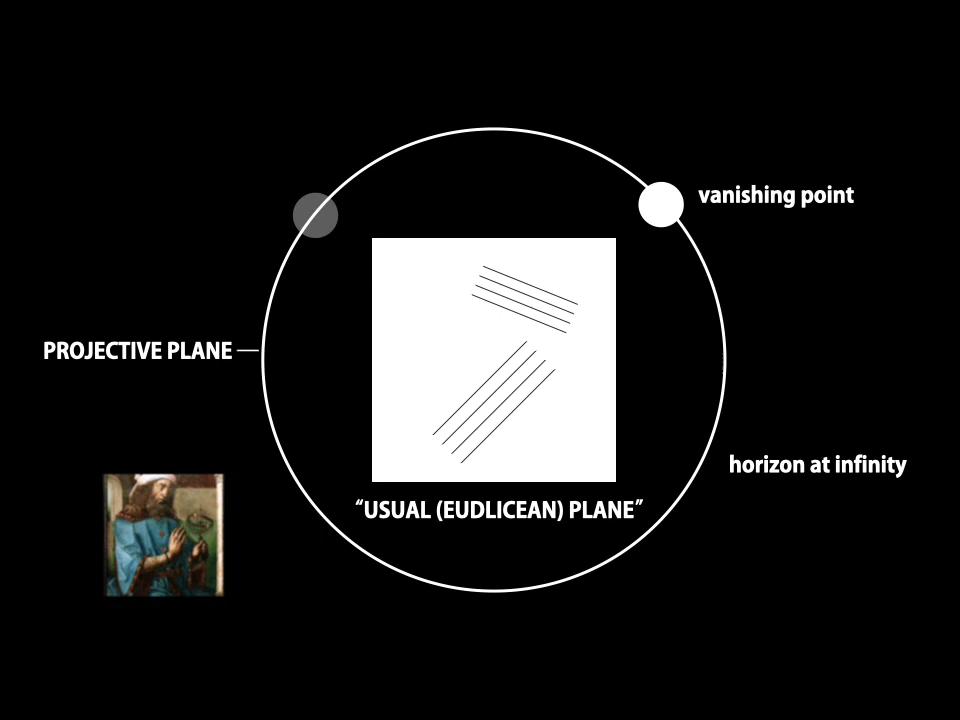 vanishing point
PROJECTIVE PLANE
horizon at infinity
“USUAL (EUDLICEAN) PLANE”